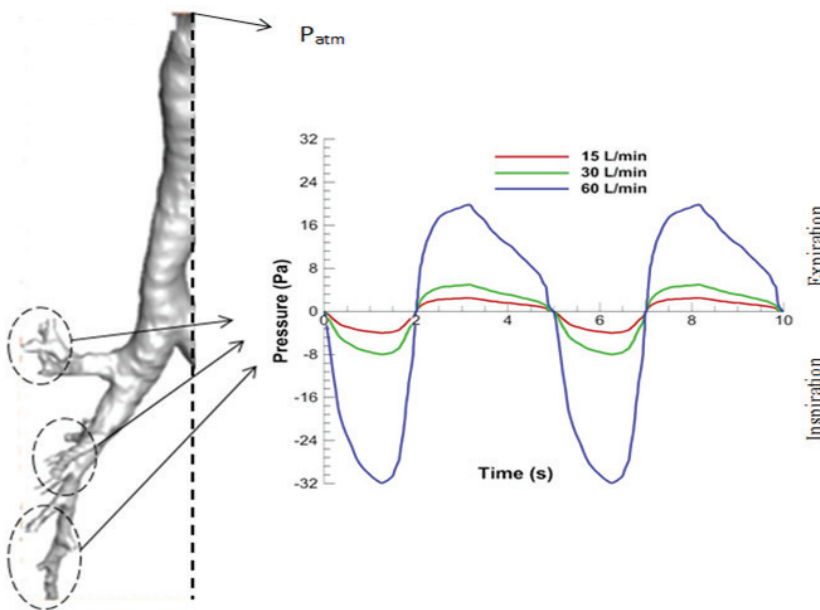 Patm
32
24
16
8
0
-8
-16
-24
-32
Pressure (Pa)
15 L/min
30 L/min
60 L/min
0
2
4
6
8
10
Time (s)
Expiration
Inspiration